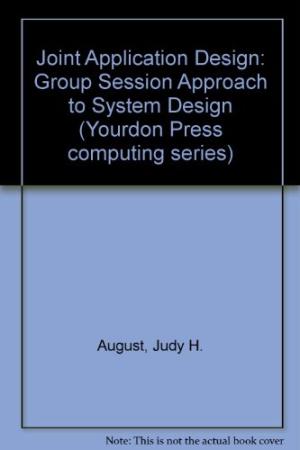 Joint Application Design:
Group Session Approach
to System Design
(Yourdon Press
computing series)
August, Judy H.
Note: This is not the actual book cover